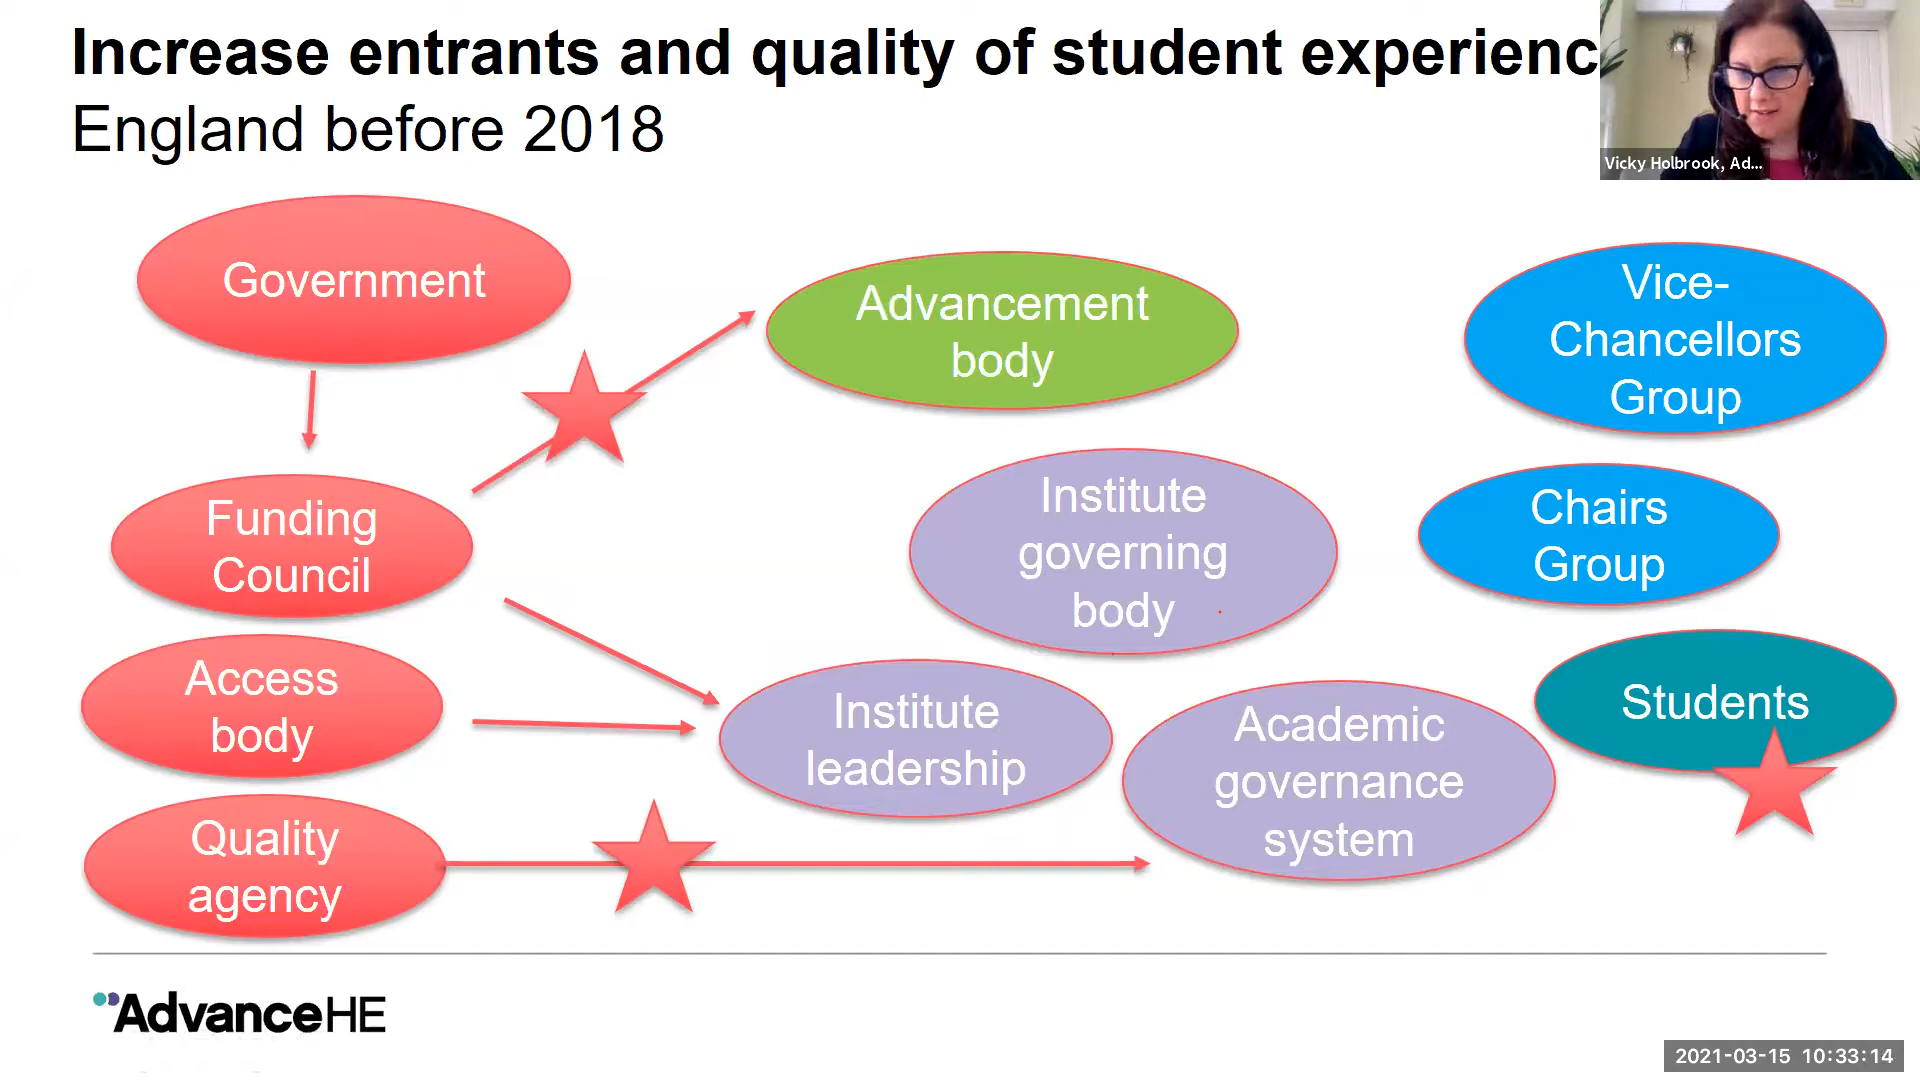 Increase entrants and quality of student experienc
England before 2018
Vicky Holbrook, Ad...
Government
Advancement
body
Vice-
Chancellors
Group
Funding
Council
Institute
governing
body
Chairs
Group
Access
body
Institute
leadership
Academic
governance
system
Students
Quality
agency
AdvanceHE
2021-03-15 10:33:14